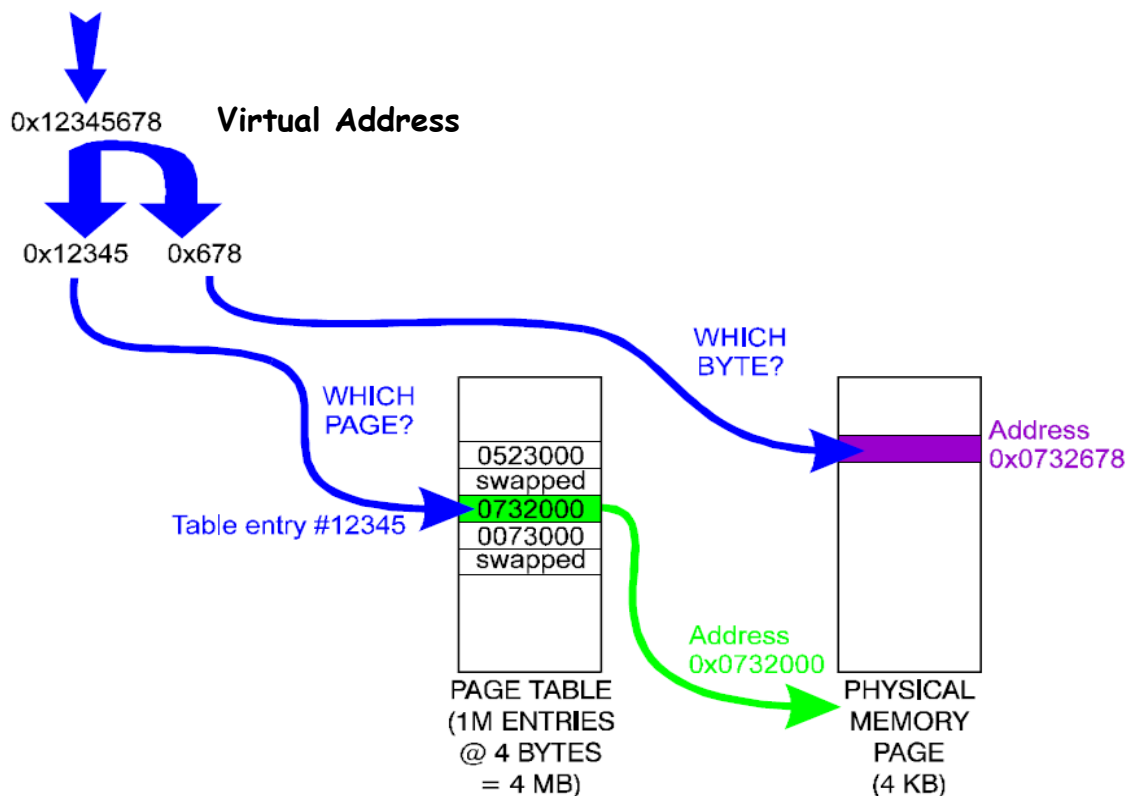 0x12345678
Virtual Address
0x12345
0x678
WHICH
BYTE?
WHICH
PAGE?
Address
0x0732678
0523000
swapped
0732000
Table entry #12345
0073000
swapped
Address
0x0732000
PAGE TABLE
(1M ENTRIES
@ 4 BYTES
= 4 MB)
PHYSICAL
MEMORY
PAGE
(4 KB)